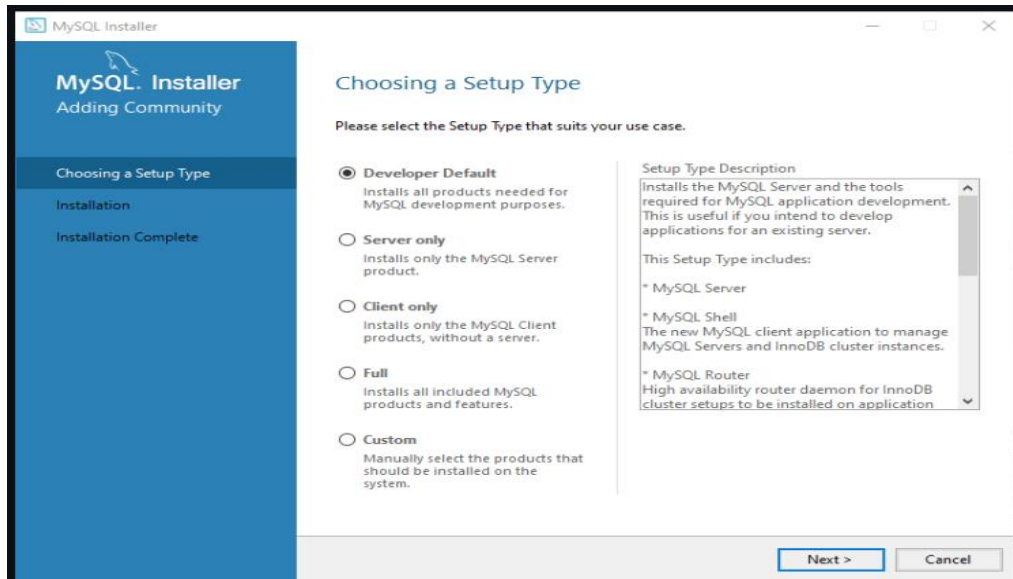 MySQL Installer
MySQL. Installer
Adding Community
Choosing a Setup Type
Installation
Installation Complete
Choosing a Setup Type
Please select the Setup Type that suits your use case.
Developer Default
Installs all products needed for
MySQL development purposes.
Server only
Installs only the MySQL Server
product.
Client only
Installs only the MySQL Client
products, without a server.
Full
Installs all included MySQL
products and features.
Custom
Manually select the products that
should be installed on the
system.
Setup Type Description
Installs the MySQL Server and the tools
required for MySQL application development.
This is useful if you intend to develop
applications for an existing server.
This Setup Type includes:
* MySQL Server
* MySQL Shell
The new MySQL client application to manage
MySQL Servers and InnoDB cluster instances.
* MySQL Router
High availability router daemon for InnoDB
cluster setups to be installed on application
Next >
Cancel